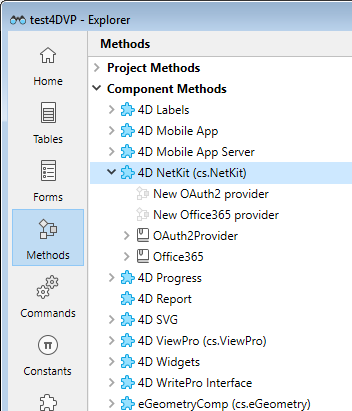 test4DVP - Explorer
Home
Tables
Forms
Methods
Commands
Constants
Methods
Project Methods
Component Methods
4D Labels
4D Mobile App
4D Mobile App Server
4D NetKit (cs.NetKit)
New OAuth2 provider
New Office365 provider
OAuth2Provider
Office365
4D Progress
4D Report
4D SVG
4D ViewPro (cs.ViewPro)
4D Widgets
4D WritePro Interface
eGeometryComp (cs.eGeometry)